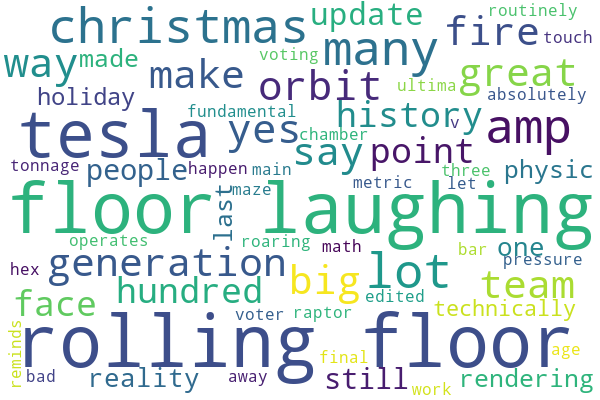 routinely
christmas update
fire touch
way made voting many
make great
holiday orbit ultima absolutely
tesla fundamental history amp
yes chamber v
say point
tonnage people happen main three physic
floor laughing
maze metric let
last
operates roaring math bar one
hex generation pressure
big lot
hundred edited team
face technically
voter raptor
rolling floor
reminds final age
bad reality away still work rendering